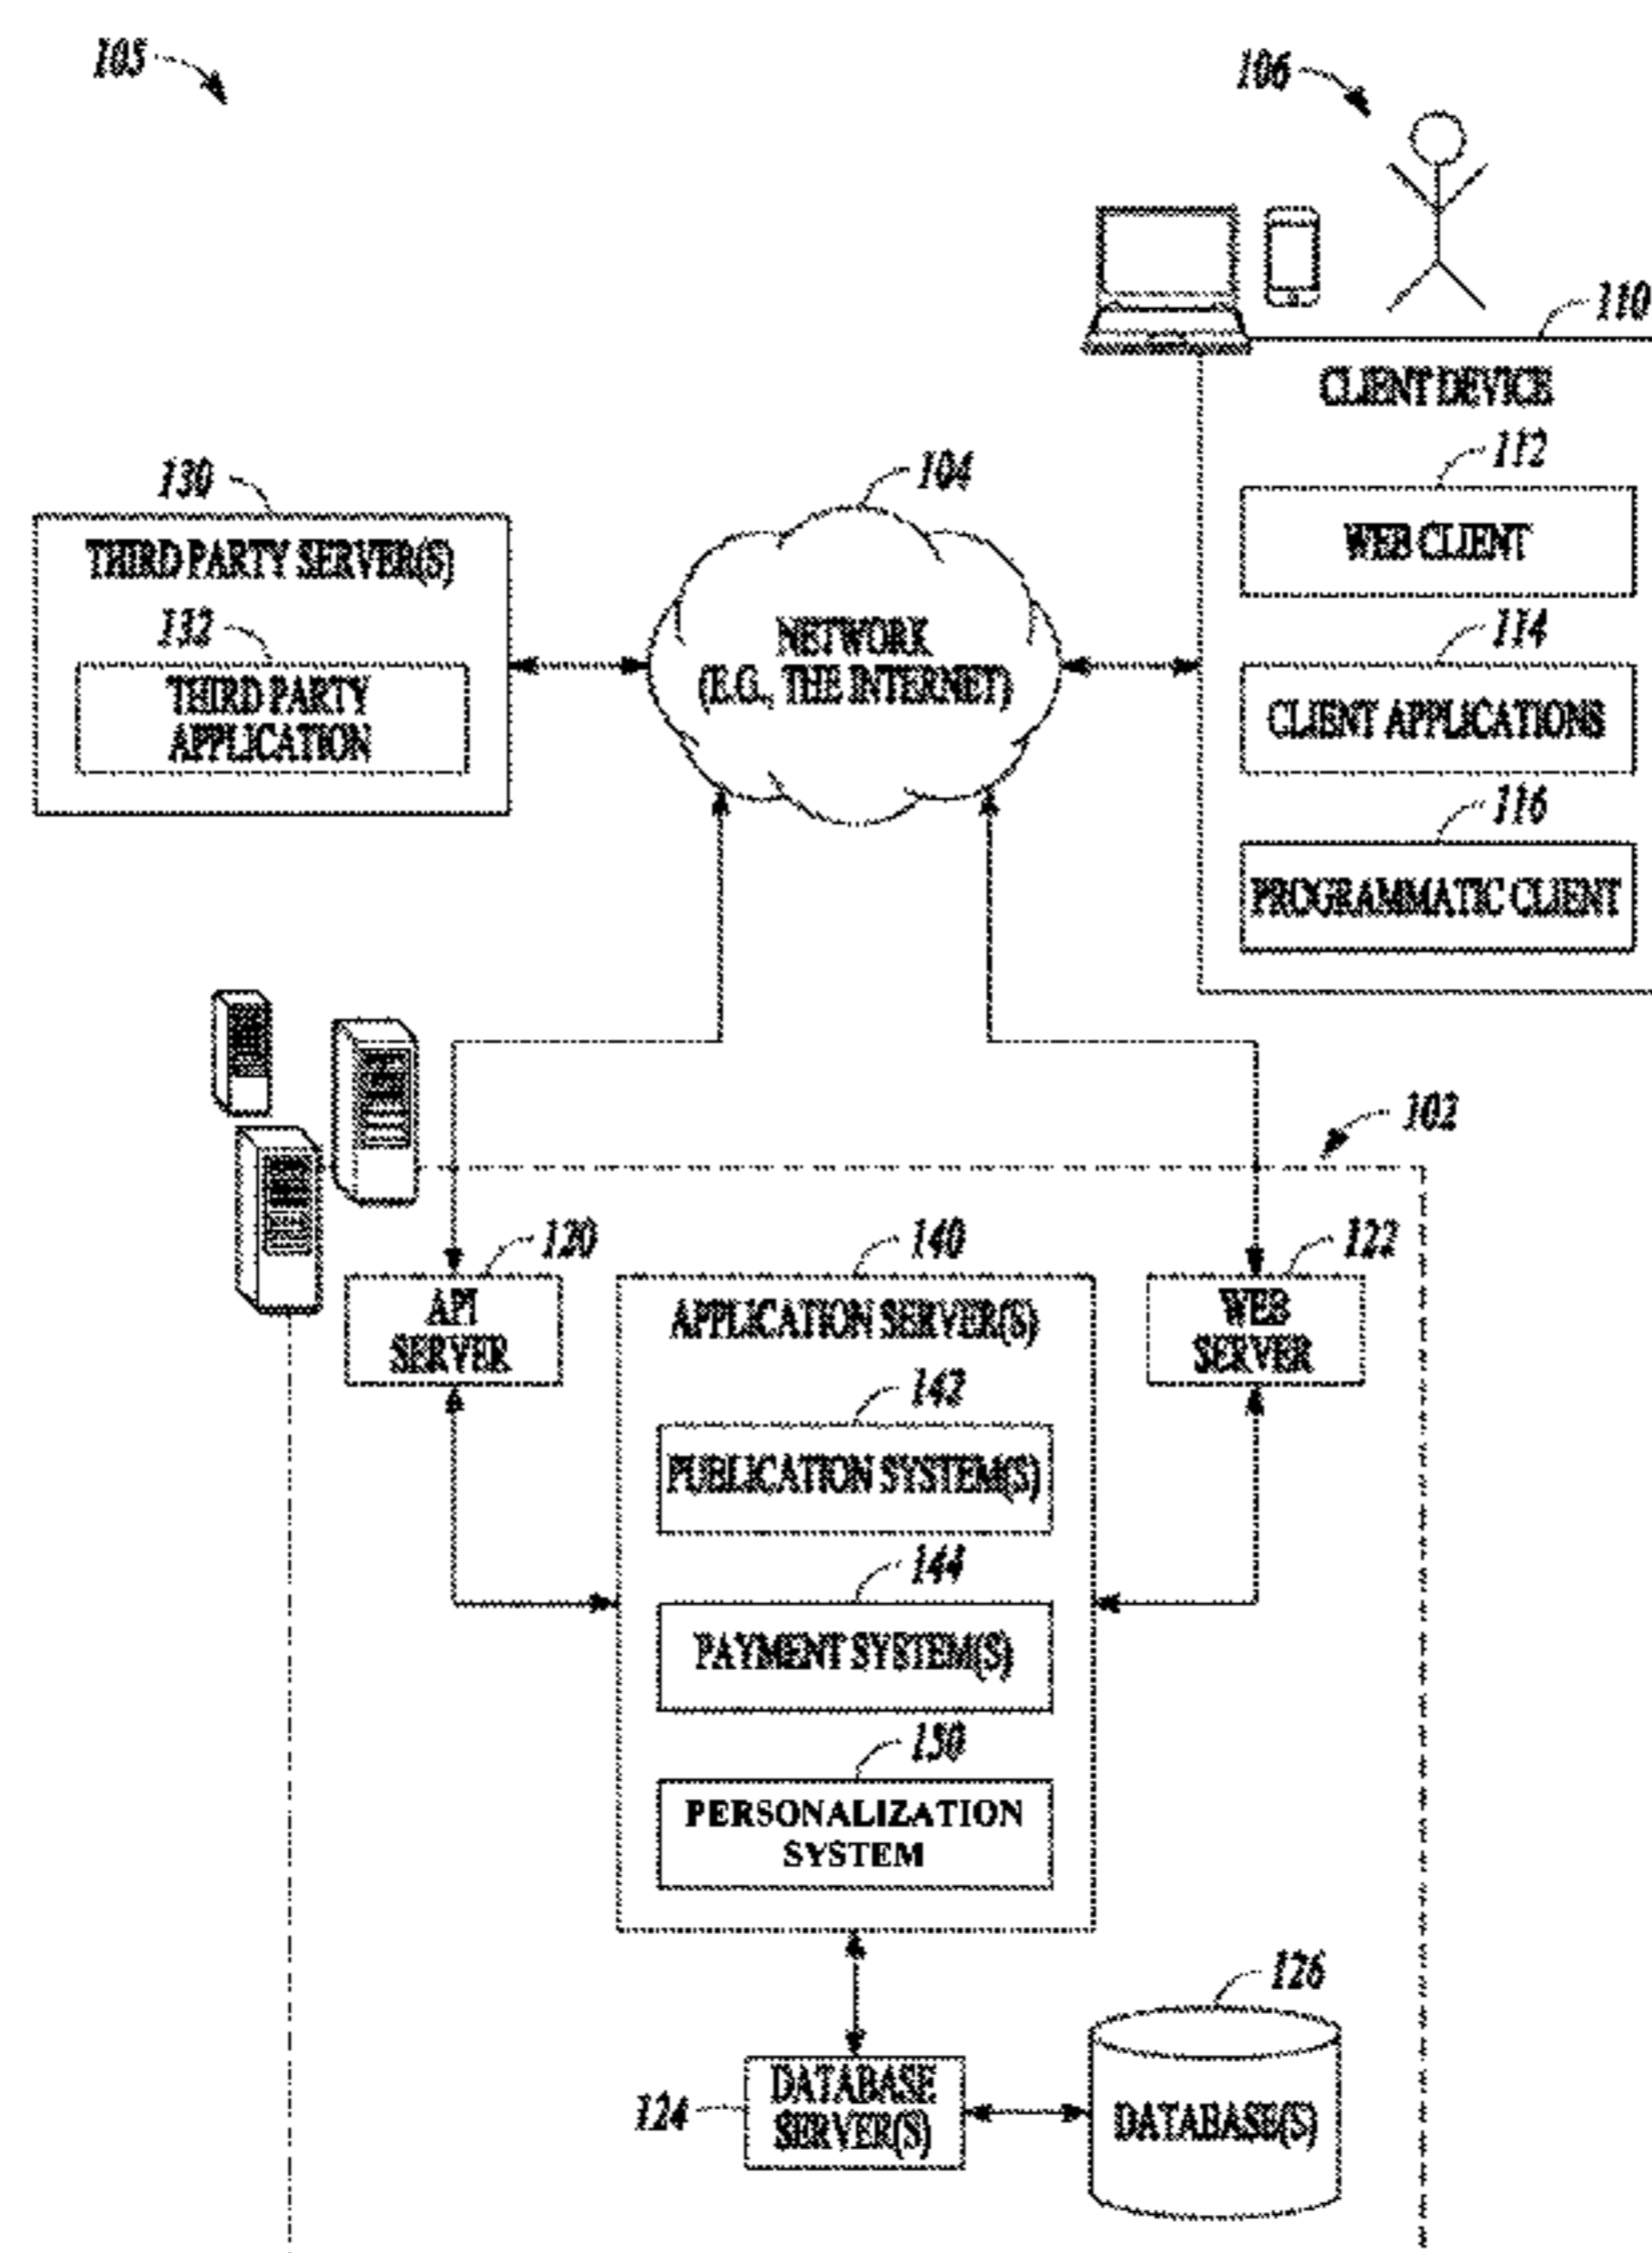 105
106
110
CLIENT DEVICE
112
WEB CLIENT
114
CLIENT APPLICATIONS
116
PROGRAMMATIC CLIENT
130
THIRD PARTY SERVER(S)
132
THIRD PARTY
APPLICATION
104
NETWORK
(E.G., THE INTERNET)
102
120
API
SERVER
140
APPLICATION SERVER(S)
142
PUBLICATION SYSTEM(S)
144
PAYMENT SYSTEM(S)
150
PERSONALIZATION
SYSTEM
122
WEB
SERVER
124
DATABASE
SERVER(S)
126
DATABASE(S)